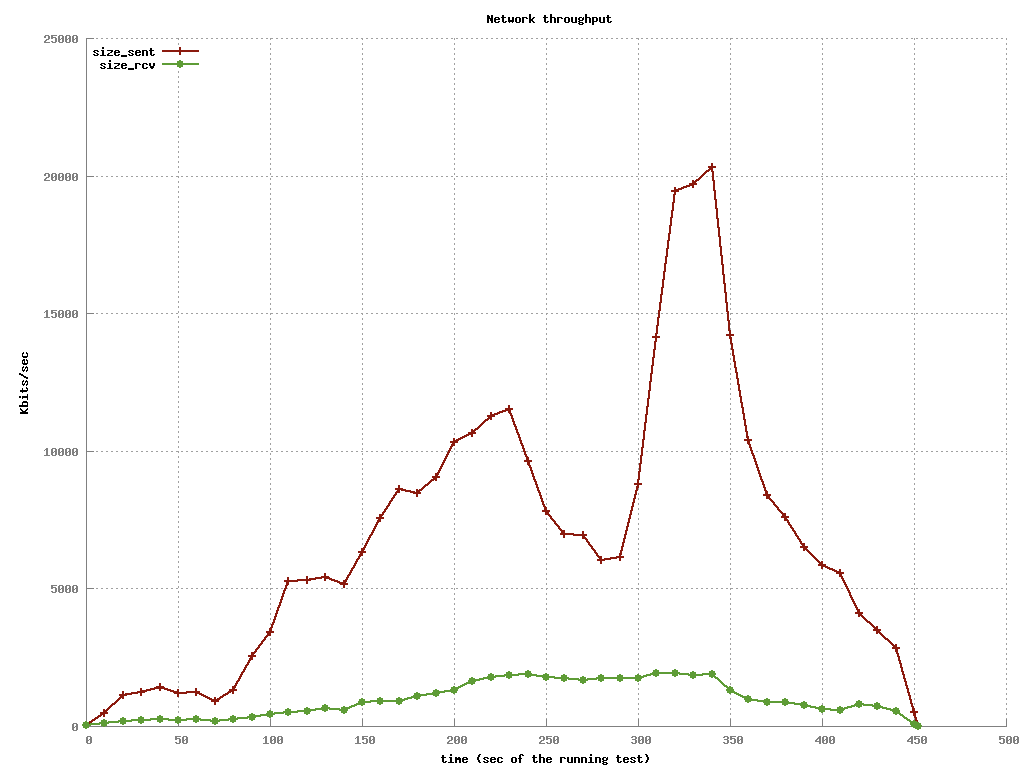 Network throughput
25000
size_sent
size_rcv
20000
15000
Kbits/sec
10000
5000
0
0 50 100 150 200 250 300 350 400 450 500
time (sec of the running test)